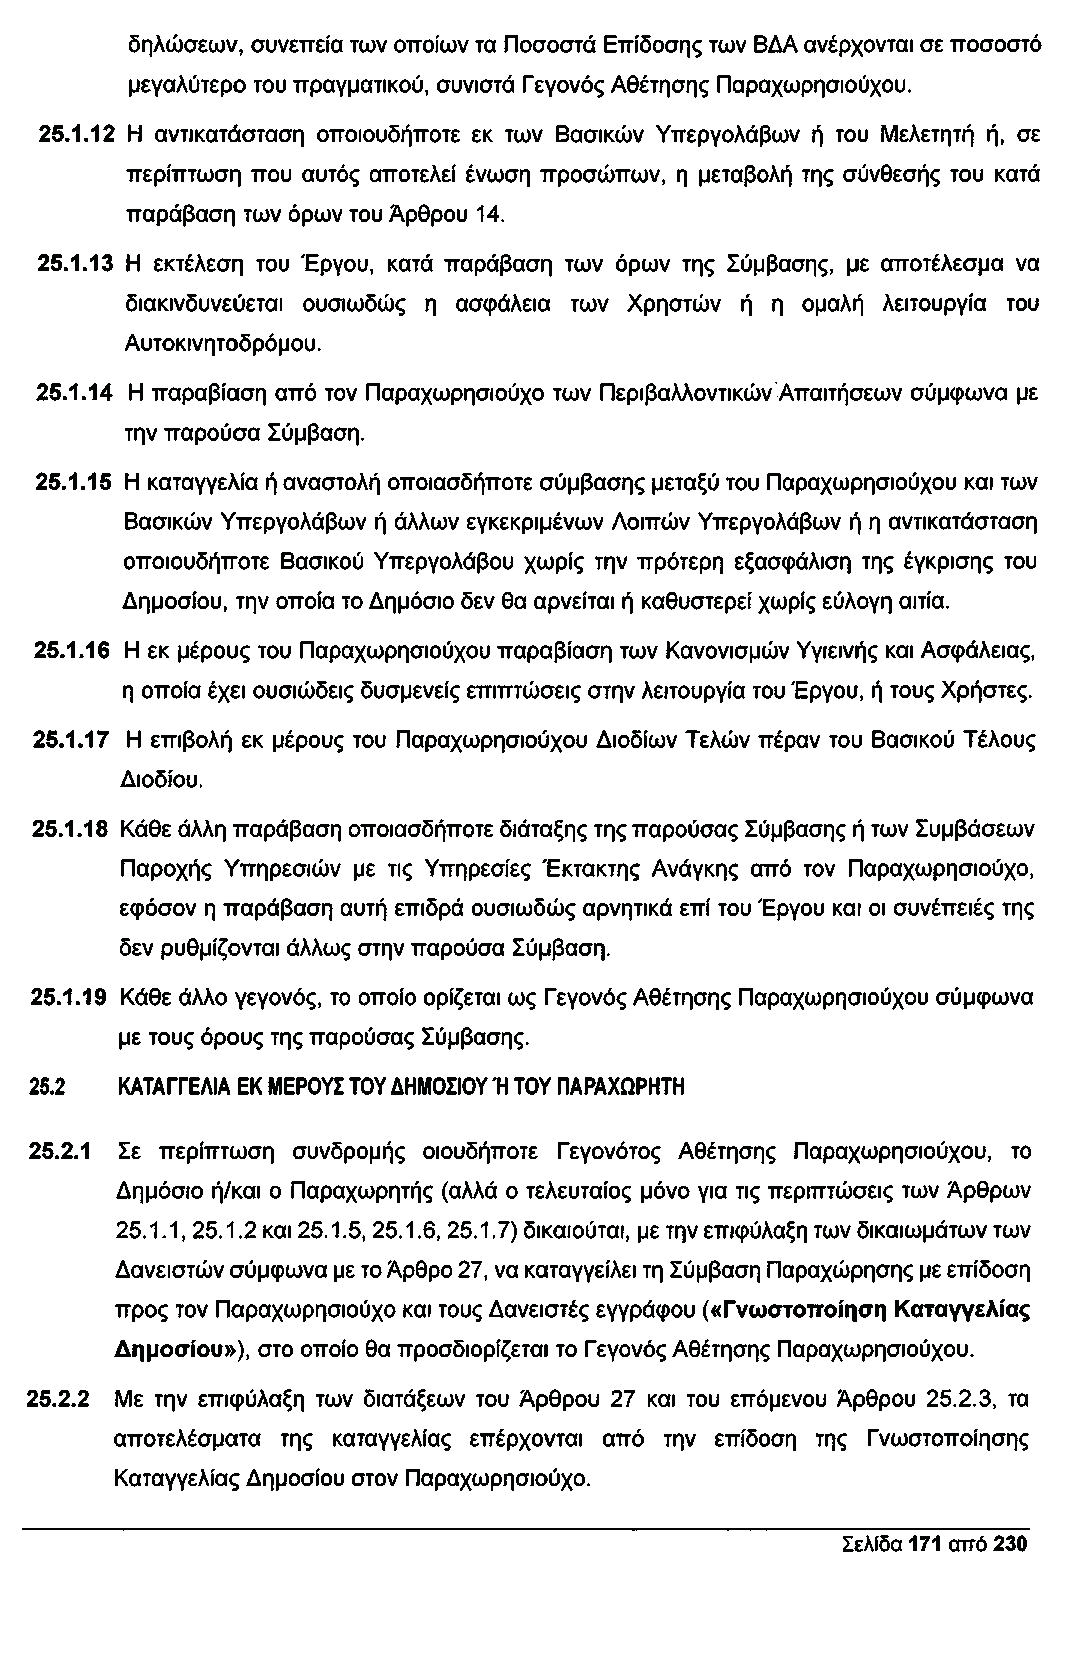 δηλώσεων, συνεπεία των οποίων τα Ποσοστά Επίδοσης των ΒΔΑ ανέρχονται σε ποσοστό
μεγαλύτερο του πραγματικού, συνιστά Γεγονός Αθέτησης Παραχωρησιούχου.
25.1.12 Η αντικατάσταση οποιουδήποτε εκ των Βασικών Υπεργολάβων ή του Μελετητή ή, σε
περίπτωση που αυτός αποτελεί ένωση προσώπων, η μεταβολή της σύνθεσής του κατά
παράβαση των όρων του Άρθρου 14.
25.1.13 Η εκτέλεση του Έργου, κατά παράβαση των όρων της Σύμβασης, με αποτέλεσμα να
διακινδυνεύεται ουσιωδώς η ασφάλεια των Χρηστών ή η ομαλή λειτουργία του
Αυτοκινητοδρόμου.
25.1.14 Η παραβίαση από τον Παραχωρησιούχο των Περιβαλλοντικών Απαιτήσεων σύμφωνα με
την παρούσα Σύμβαση.
25.1.15 Η καταγγελία ή αναστολή οποιασδήποτε σύμβασης μεταξύ του Παραχωρησιούχου και των
Βασικών Υπεργολάβων ή άλλων εγκεκριμένων Λοιπών Υπεργολάβων ή η αντικατάσταση
οποιουδήποτε Βασικού Υπεργολάβου χωρίς την πρότερη εξασφάλιση της έγκρισης του
Δημοσίου, την οποία το Δημόσιο δεν θα αρνείται ή καθυστερεί χωρίς εύλογη αιτία.
25.1.16 Η εκ μέρους του Παραχωρησιούχου παραβίαση των Κανονισμών Υγιεινής και Ασφάλειας,
η οποία έχει ουσιώδεις δυσμενείς επιπτώσεις στην λειτουργία του Έργου, ή τους Χρήστες.
25.1.17 Η επιβολή εκ μέρους του Παραχωρησιούχου Διοδίων Τελών πέραν του Βασικού Τέλους
Διοδίου.
25.1.18 Κάθε άλλη παράβαση οποιασδήποτε διάταξης της παρούσας Σύμβασης ή των Συμβάσεων
Παροχής Υπηρεσιών με τις Υπηρεσίες Έκτακτης Ανάγκης από τον Παραχωρησιούχο,
εφόσον η παράβαση αυτή επιδρά ουσιωδώς αρνητικά επί του Έργου και οι συνέπειές της
δεν ρυθμίζονται άλλως στην παρούσα Σύμβαση.
25.1.19 Κάθε άλλο γεγονός, το οποίο ορίζεται ως Γεγονός Αθέτησης Παραχωρησιούχου σύμφωνα
με τους όρους της παρούσας Σύμβασης.
25.2 ΚΑΤΑΓΓΕΛΙΑ ΕΚ ΜΕΡΟΥΣ ΤΟΥ ΔΗΜΟΣΙΟΥ Ή ΤΟΥ ΠΑΡΑΧΩΡΗΤΗ
25.2.1 Σε περίπτωση συνδρομής οιουδήποτε Γεγονότος Αθέτησης Παραχωρησιούχου, το
Δημόσιο ή/και ο Παραχωρητής (αλλά ο τελευταίος μόνο για τις περιπτώσεις των Άρθρων
25.1.1, 25.1.2 και 25.1.5, 25.1.6, 25.1.7) δικαιούται, με την επιφύλαξη των δικαιωμάτων των
Δανειστών σύμφωνα με το Άρθρο 27, να καταγγείλει τη Σύμβαση Παραχώρησης με επίδοση
προς τον Παραχωρησιούχο και τους Δανειστές εγγράφου («Γνωστοποίηση Καταγγελίας
Δημοσίου»), στο οποίο θα προσδιορίζεται το Γεγονός Αθέτησης Παραχωρησιούχου.
25.2.2 Με την επιφύλαξη των διατάξεων του Άρθρου 27 και του επόμενου Άρθρου 25.2.3, τα
αποτελέσματα της καταγγελίας επέρχονται από την επίδοση της Γνωστοποίησης
Καταγγελίας Δημοσίου στον Παραχωρησιούχο.
Σελίδα 171 από 230